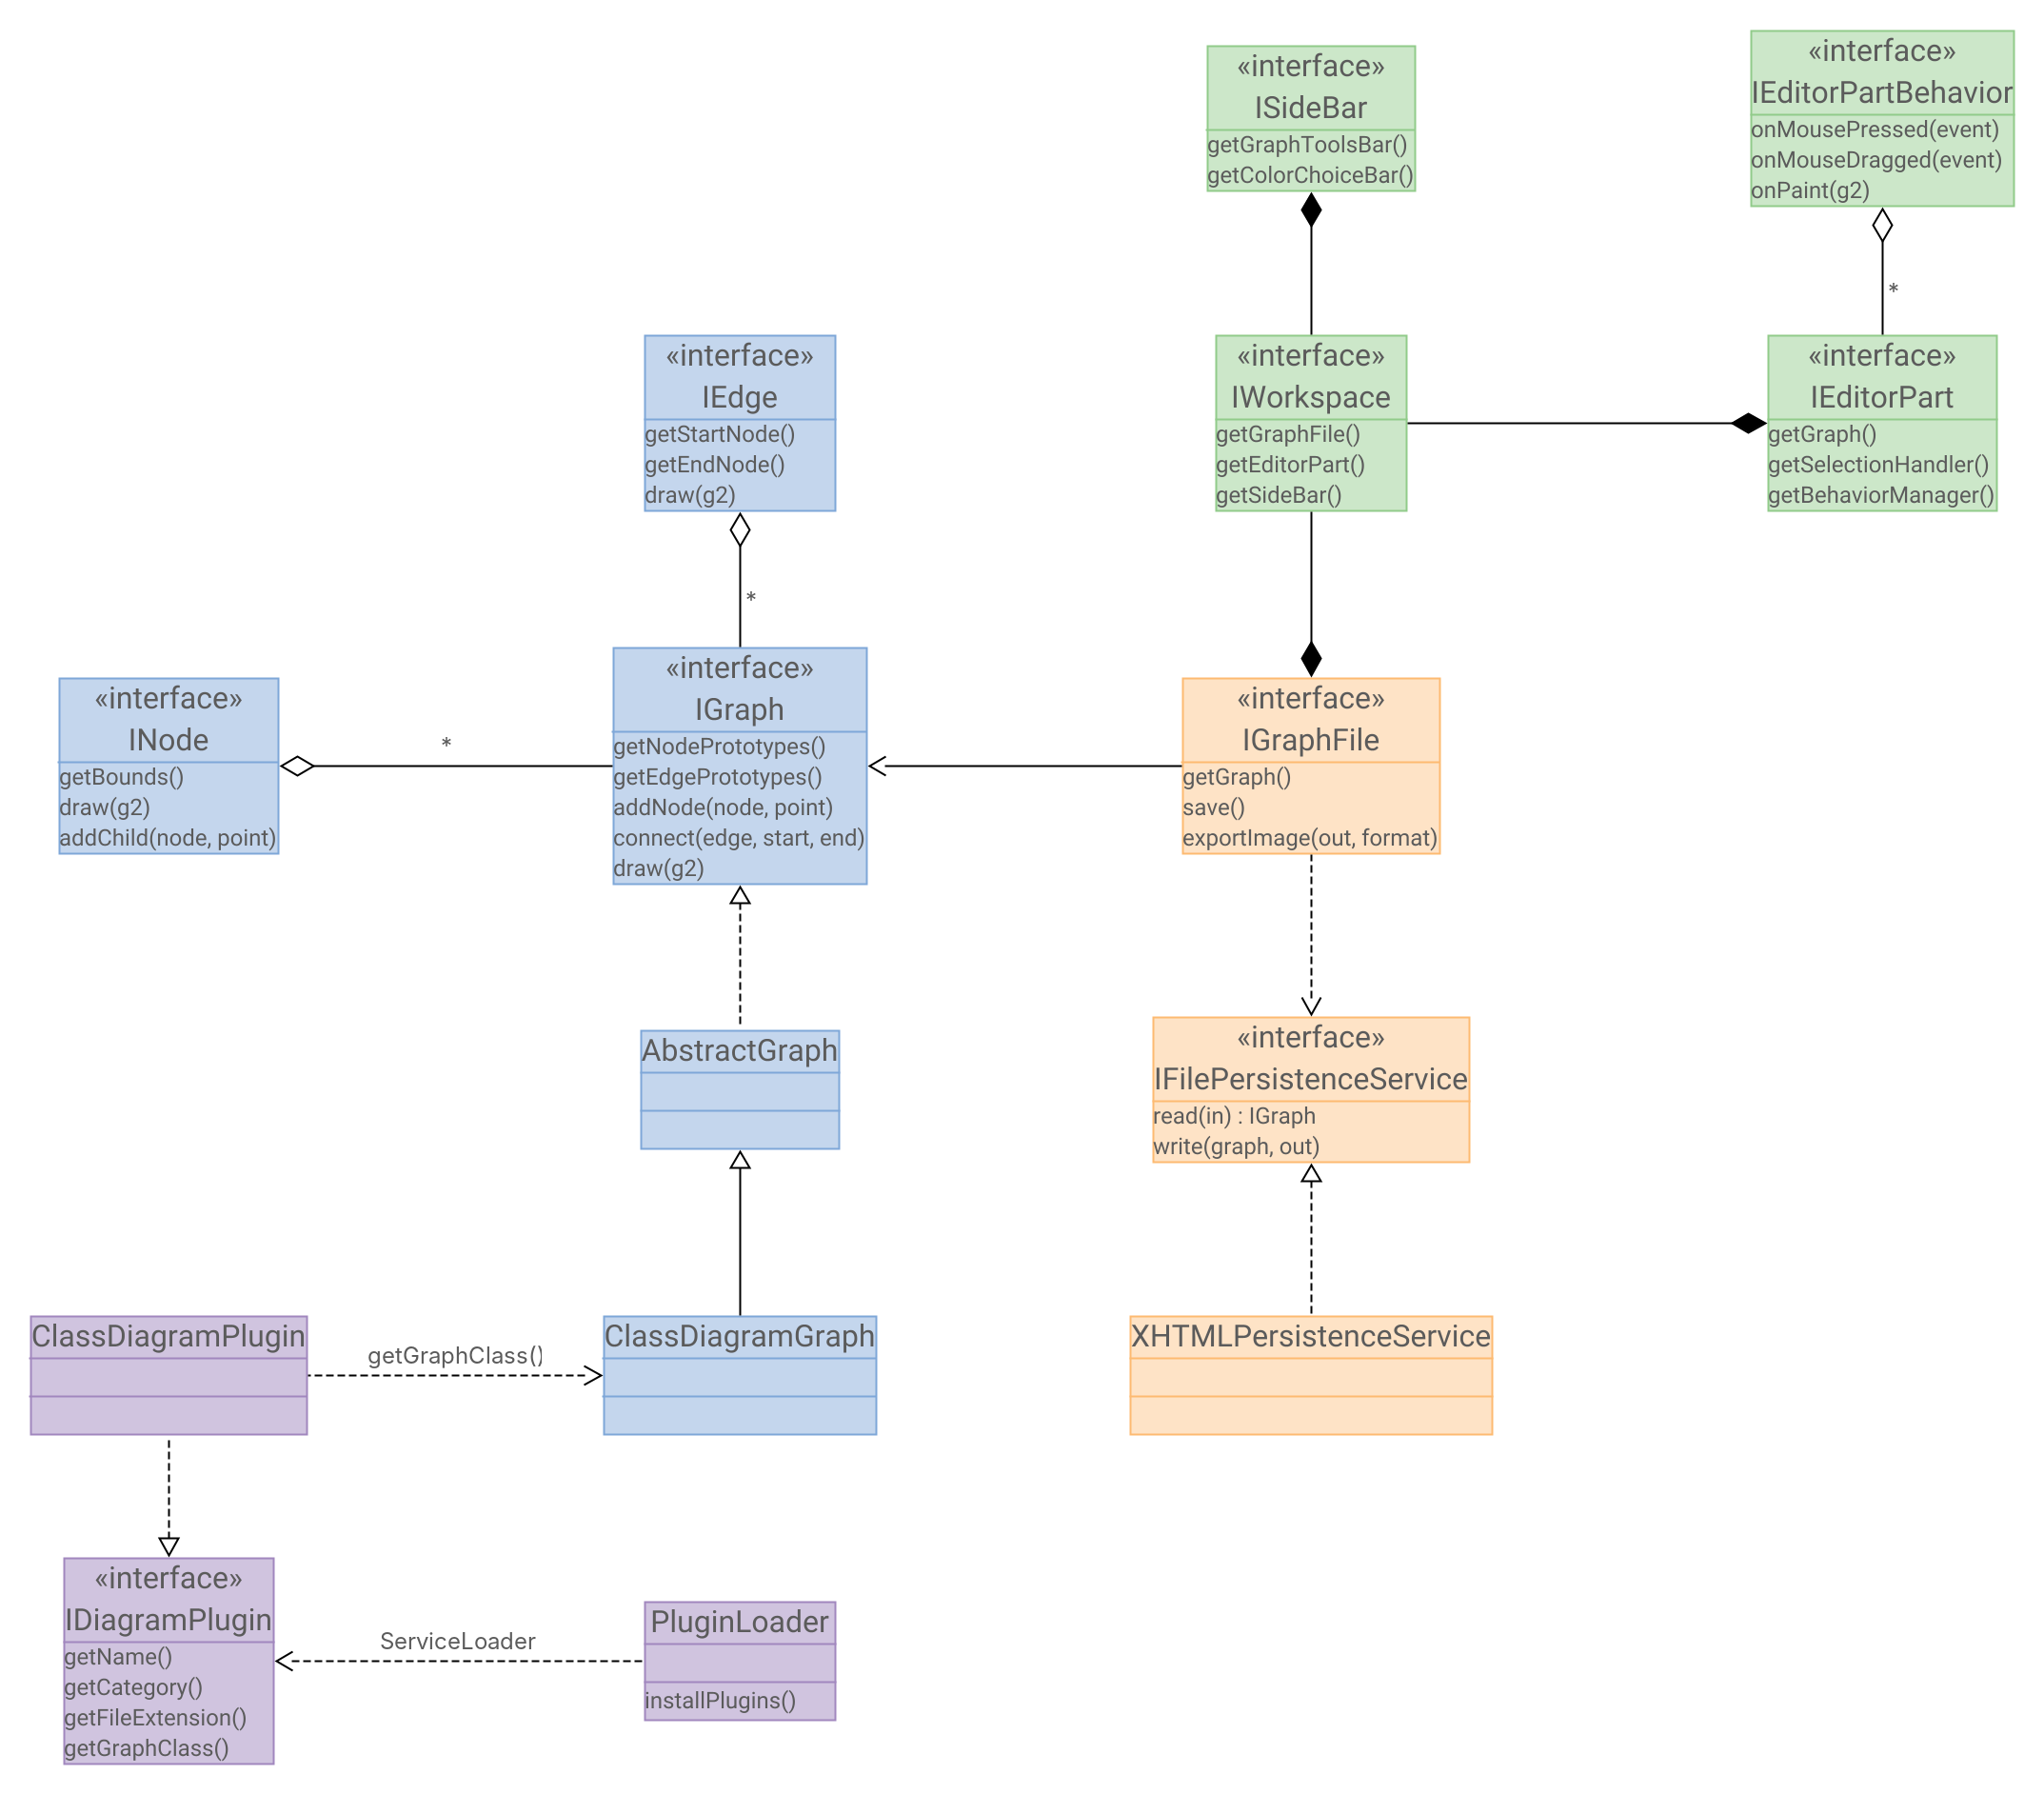 «interface»
ISideBar
getGraphToolsBar()
getColorChoiceBar()
«interface»
IEditorPartBehavior
onMousePressed(event)
onMouseDragged(event)
onPaint(g2)
*
«interface»
IEdge
getStartNode()
getEndNode()
draw(g2)
*
«interface»
IWorkspace
getGraphFile()
getEditorPart()
getSideBar()
«interface»
IEditorPart
getGraph()
getSelectionHandler()
getBehaviorManager()
«interface»
INode
getBounds()
draw(g2)
addChild(node, point)
*
«interface»
IGraph
getNodePrototypes()
getEdgePrototypes()
addNode(node, point)
connect(edge, start, end)
draw(g2)
«interface»
IGraphFile
getGraph()
save()
exportImage(out, format)
AbstractGraph
«interface»
IFilePersistenceService
read(in) : IGraph
write(graph, out)
ClassDiagramPlugin
getGraphClass()
ClassDiagramGraph
XHTMLPersistenceService
«interface»
IDiagramPlugin
getName()
getCategory()
getFileExtension()
getGraphClass()
ServiceLoader
PluginLoader
installPlugins()